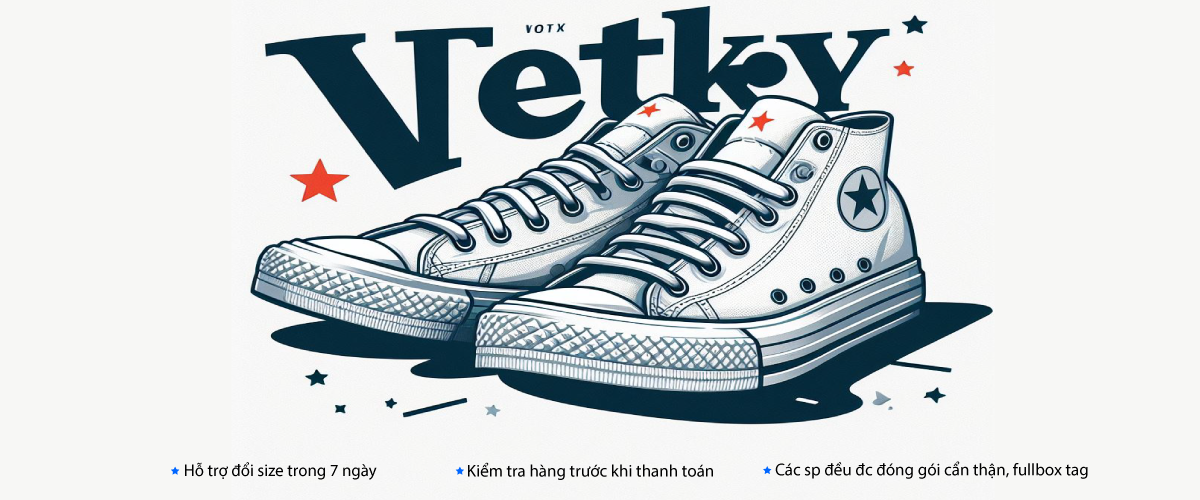 VOTX
Vetky
Hỗ trợ đổi size trong 7 ngày
Kiểm tra hàng trước khi thanh toán
Các sp đều đc đóng gói cẩn thận, fullbox tag